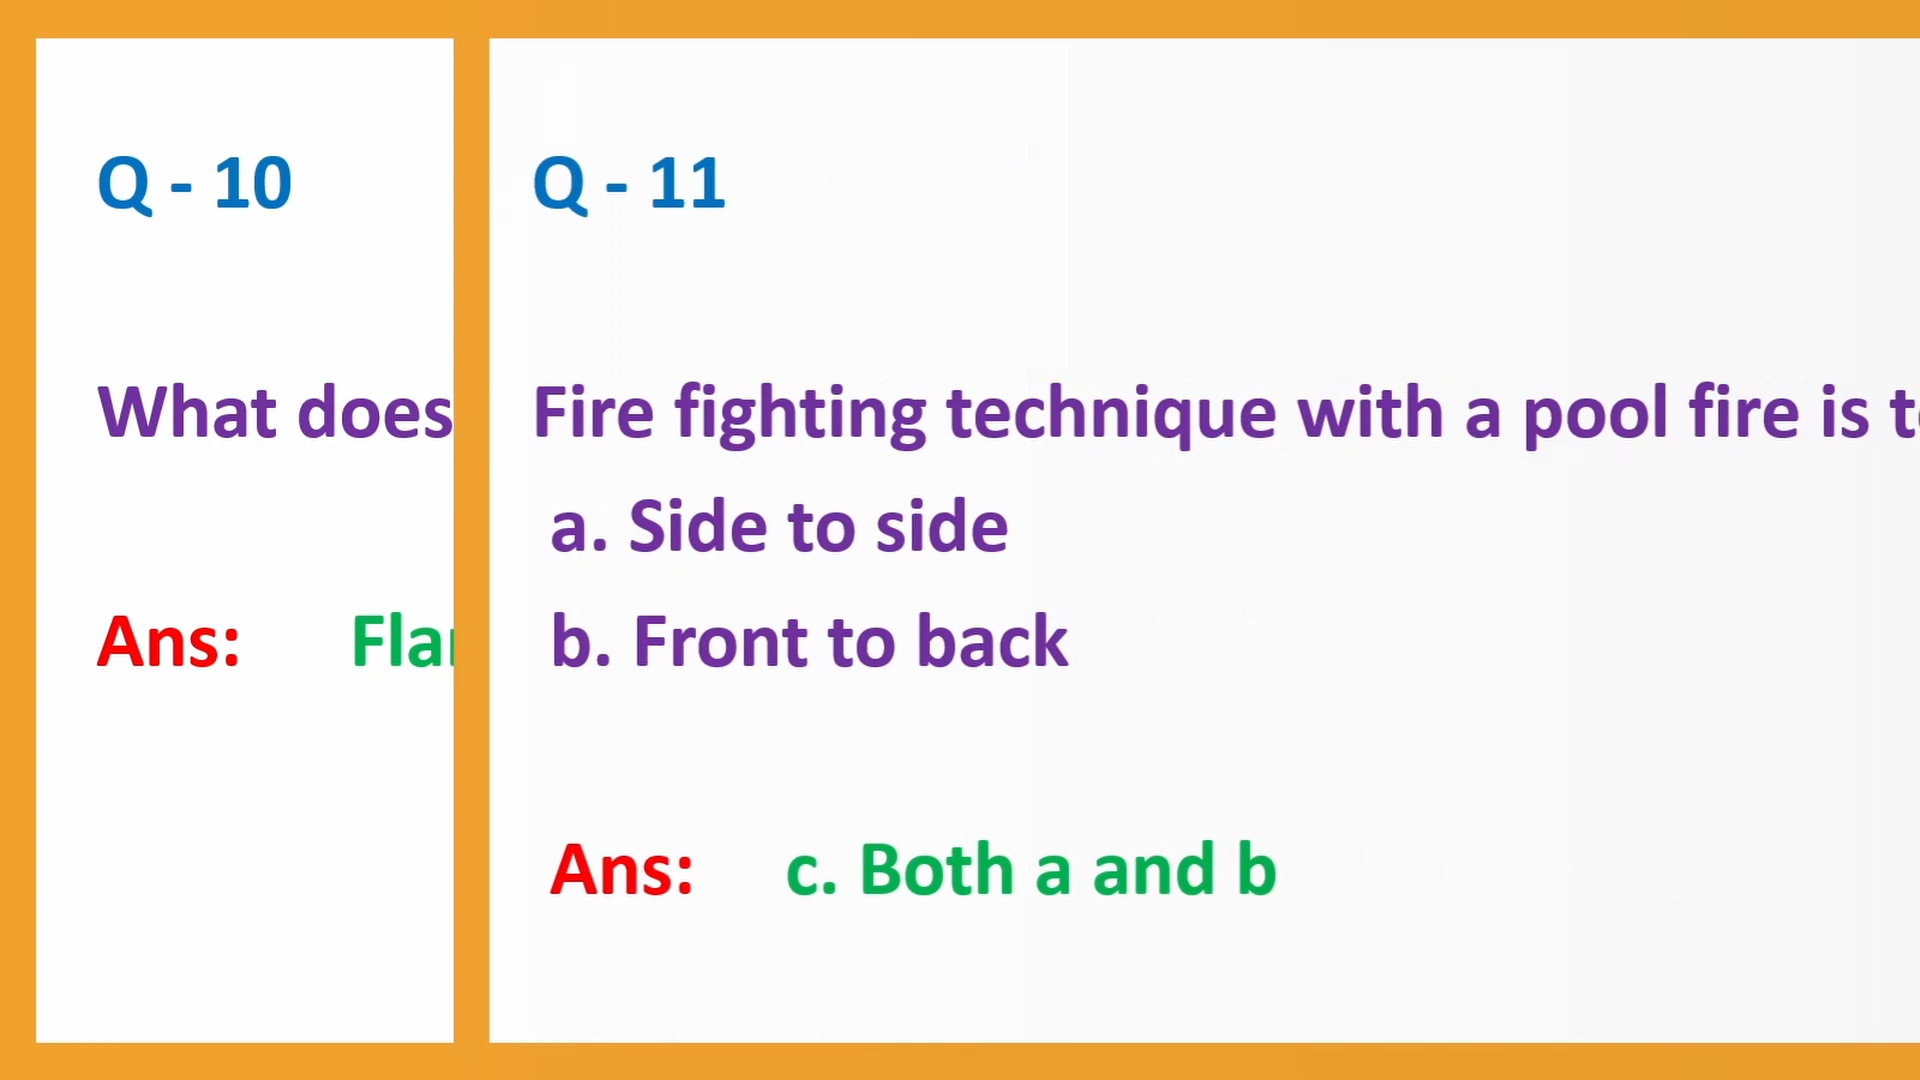 Q - 10
What does
Ans:
Q - 11
Fire fighting technique with a pool fire is
a. Side to side
b. Front to back
Ans: c. Both a and b